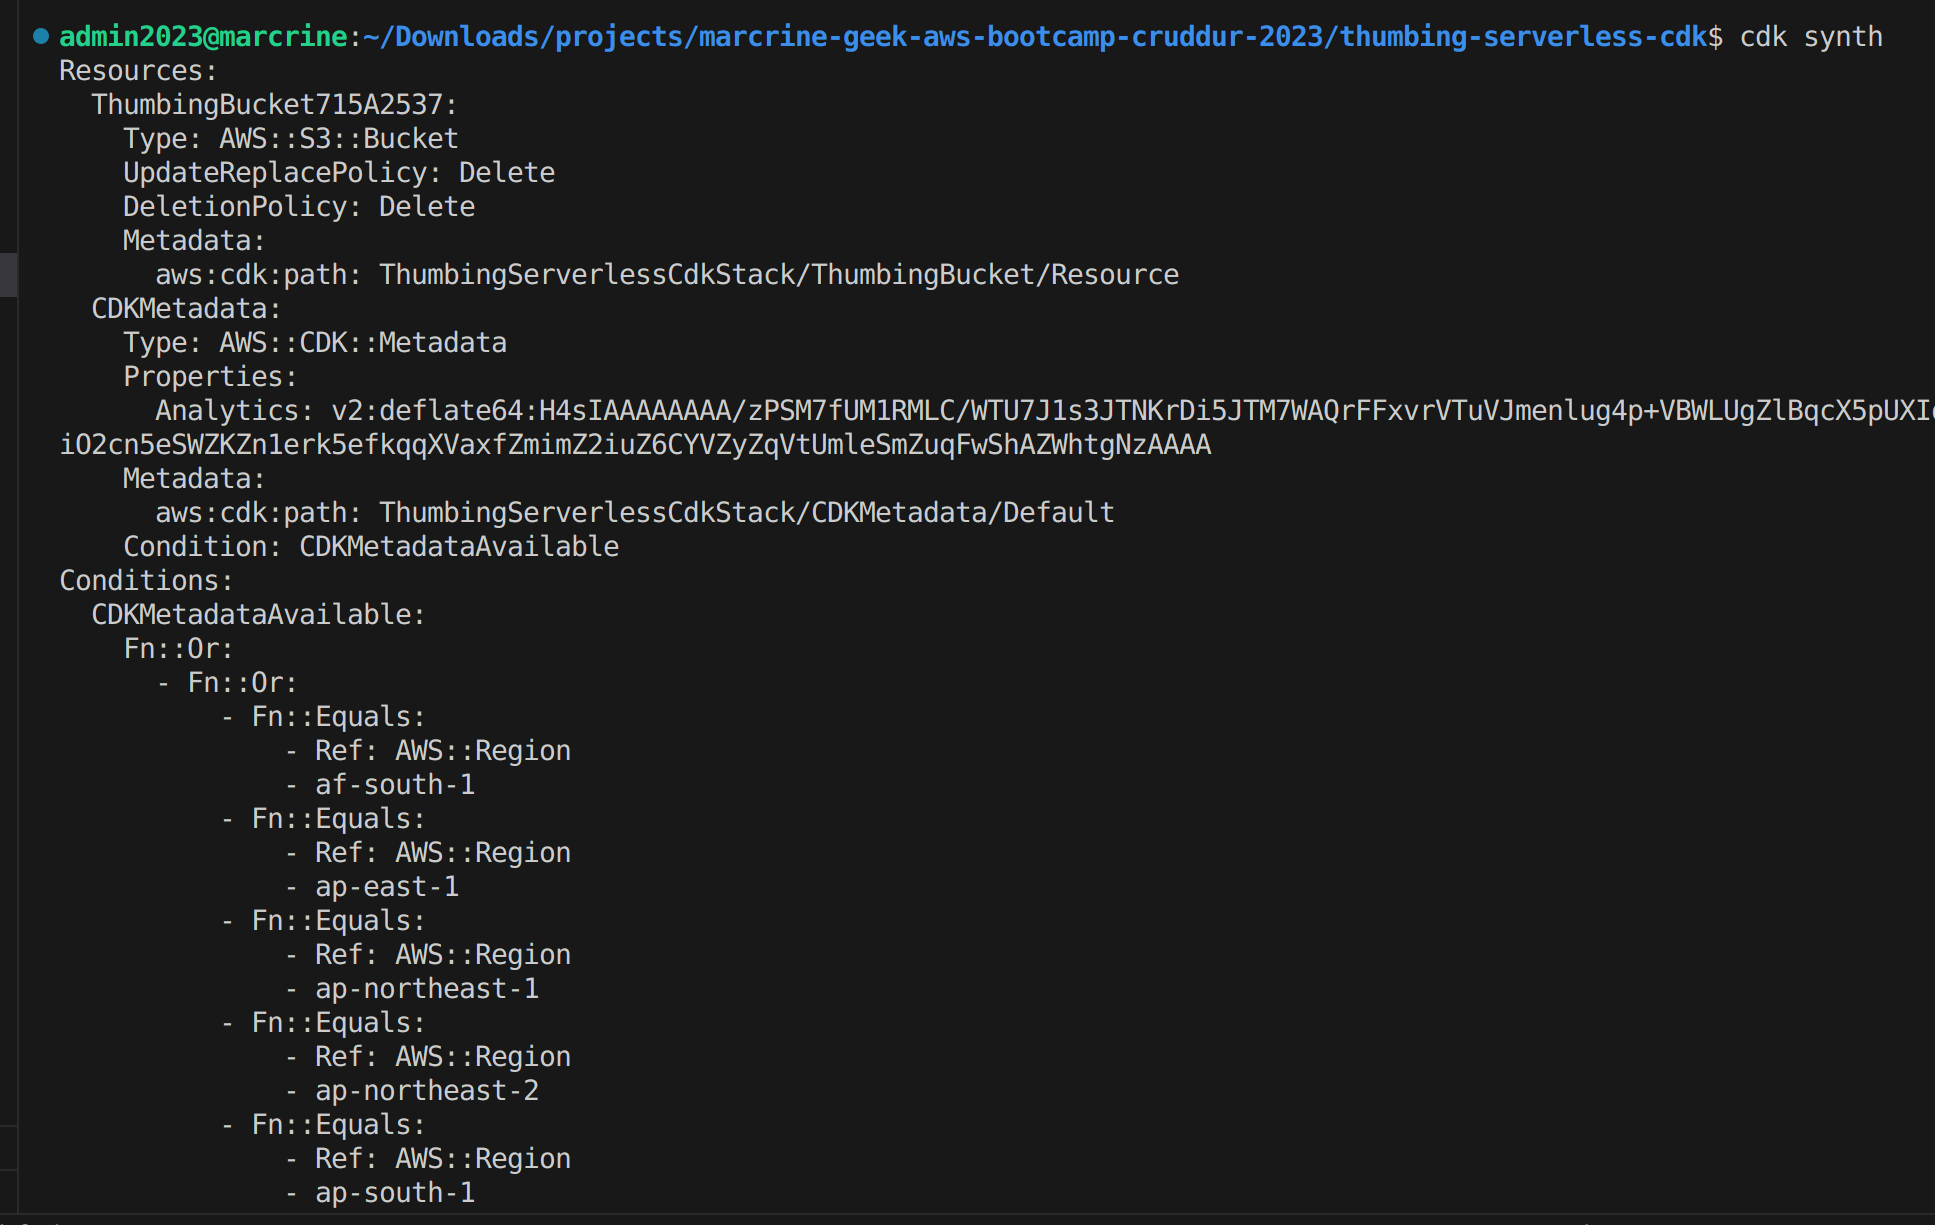 admin2023@marcrine:~/Downloads/projects/marcrine-geek-aws-bootcamp-cruddur-2023/thumbing-serverless-cdk$ cdk synth
Resources:
  ThumbingBucket715A2537:
    Type: AWS::S3::Bucket
    UpdateReplacePolicy: Delete
    DeletionPolicy: Delete
    Metadata:
      aws:cdk:path: ThumbingServerlessCdkStack/ThumbingBucket/Resource
  CDKMetadata:
    Type: AWS::CDK::Metadata
    Properties:
      Analytics: v2:deflate64:H4sIAAAAAAAA/zPSM7fUM1RMLC/WTU7J1s3JTNKrDi5JTM7WAQrFFxvrVTuVJmenlug4p+VBWLUgZlBqcX5pUXI
iO2cn5eSWZKZn1erk5efkqqXVaxfZmimZ2iuZ6CYVZyZqVtUmleSmZuqFwShAZWhtgNzAAAA
    Metadata:
      aws:cdk:path: ThumbingServerlessCdkStack/CDKMetadata/Default
    Condition: CDKMetadataAvailable
Conditions:
  CDKMetadataAvailable:
    Fn::Or:
      - Fn::Or:
          - Fn::Equals:
              - Ref: AWS::Region
              - af-south-1
          - Fn::Equals:
              - Ref: AWS::Region
              - ap-east-1
          - Fn::Equals:
              - Ref: AWS::Region
              - ap-northeast-1
          - Fn::Equals:
              - Ref: AWS::Region
              - ap-northeast-2
          - Fn::Equals:
              - Ref: AWS::Region
              - ap-south-1